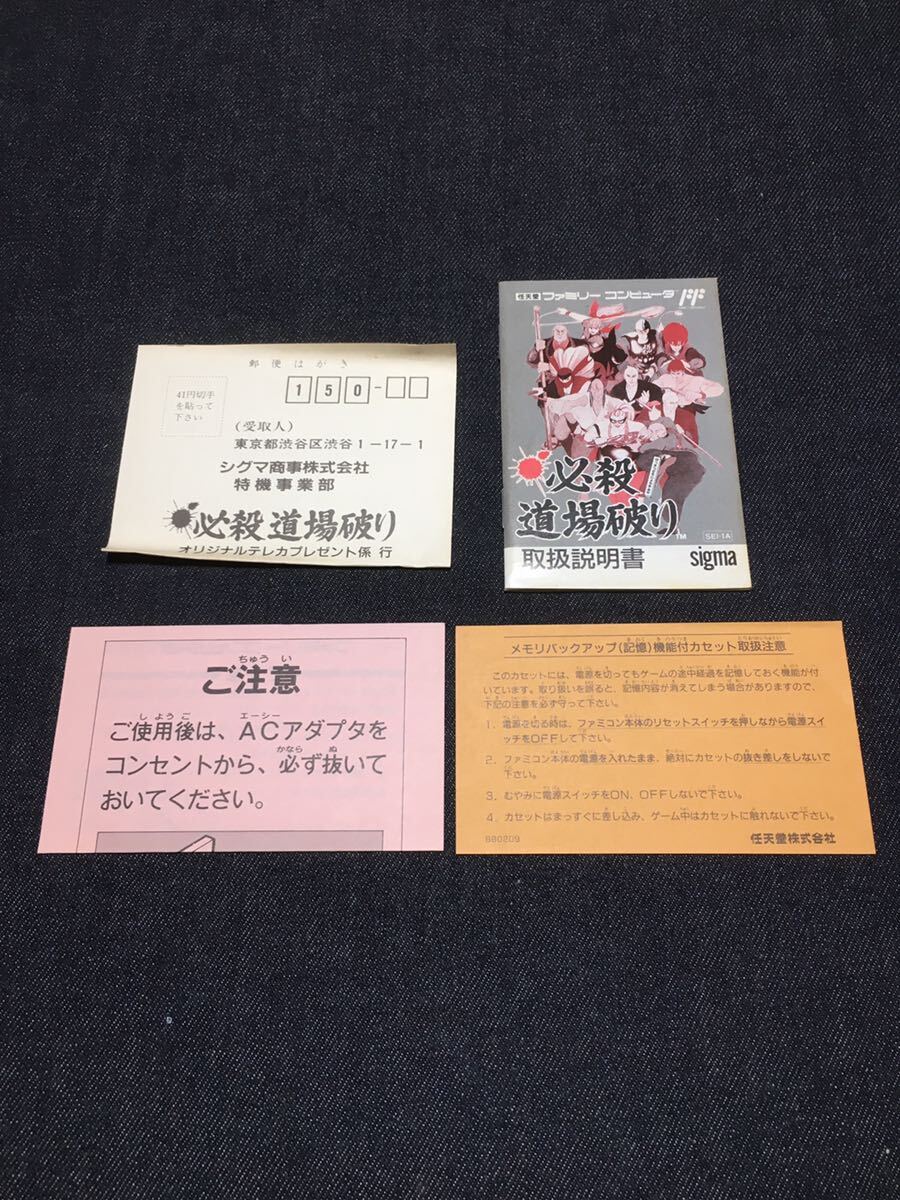 郵便はがき
150-
41円切手
を貼って
下さい
(受取人)
東京都渋谷区渋谷1-17-1
シグマ商事株式会社
特機事業部
必殺道場破り
オリジナルテレカプレゼント係 行
任天堂 ファミリー コンピュータ
必殺
道場破り
TM
SEI-1A
取扱説明書
sigma
ちゅうい
ご注意
しようご エーシー
ご使用後は、ACアダプタを
かなら ぬ
コンセントから、必ず抜いて
おいてください。
メモリバックアップ(記憶)機能付カセット取扱注意
このカセットには、電源を切ってもゲームの途中経過を記憶しておく機能が付
いています。取り扱いを誤ると、記憶内容が消えてしまう場合がありますので、
下記の注意を必ず守って下さい。
1. 電源を切る時は、ファミコン本体のリセットスイッチを押しながら電源スイ
ッチをOFFして下さい。
2. ファミコン本体の電源を入れたまま、絶対にカセットの抜き差しをしないで
下さい。
3. むやみに電源スイッチをON、OFFしないで下さい。
4. カセットはまっすぐに差し込み、ゲーム中はカセットに触れないで下さい。
880209
任天堂株式会社